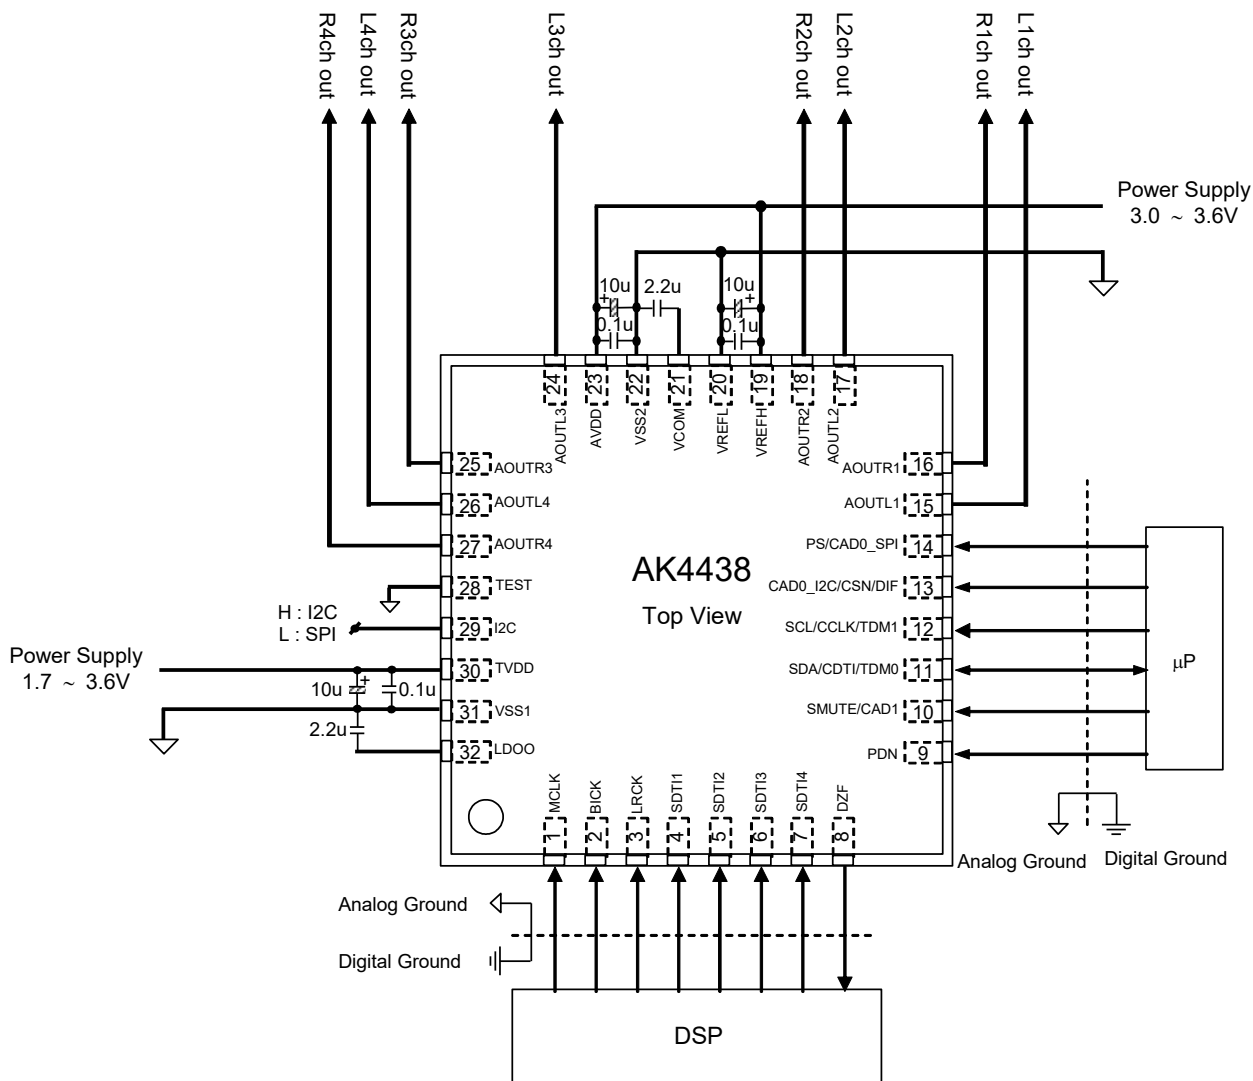 R4ch out
L4ch out
R3ch out
L3ch out
R2ch out
L2ch out
R1ch out
L1ch out
Power Supply
3.0 ~ 3.6V
10u
+
2.2u
0.1u
10u
+
0.1u
24
23
22
21
20
19
18
17
AOUTL3
AVDD
VSS2
VCOM
VREFL
VREFH
AOUTR2
AOUTL2
25 AOUTR3
26 AOUTL4
27 AOUTR4
28 TEST
29 I2C
30 TVDD
31 VSS1
32 LDOO
H : I2C
L : SPI
Power Supply
1.7 ~ 3.6V
10u
+
0.1u
2.2u
AK4438
Top View
AOUTR1 16
AOUTL1 15
PS/CAD0_SPI 14
CAD0_I2C/CSN/DIF 13
SCL/CCLK/TDM1 12
SDA/CDTI/TDM0 11
SMUTE/CAD1 10
PDN 9
µP
MCLK
BICK
LRCK
SDTI1
SDTI2
SDTI3
SDTI4
DZF
1
2
3
4
5
6
7
8
Analog Ground
Digital Ground
Analog Ground
Digital Ground
DSP